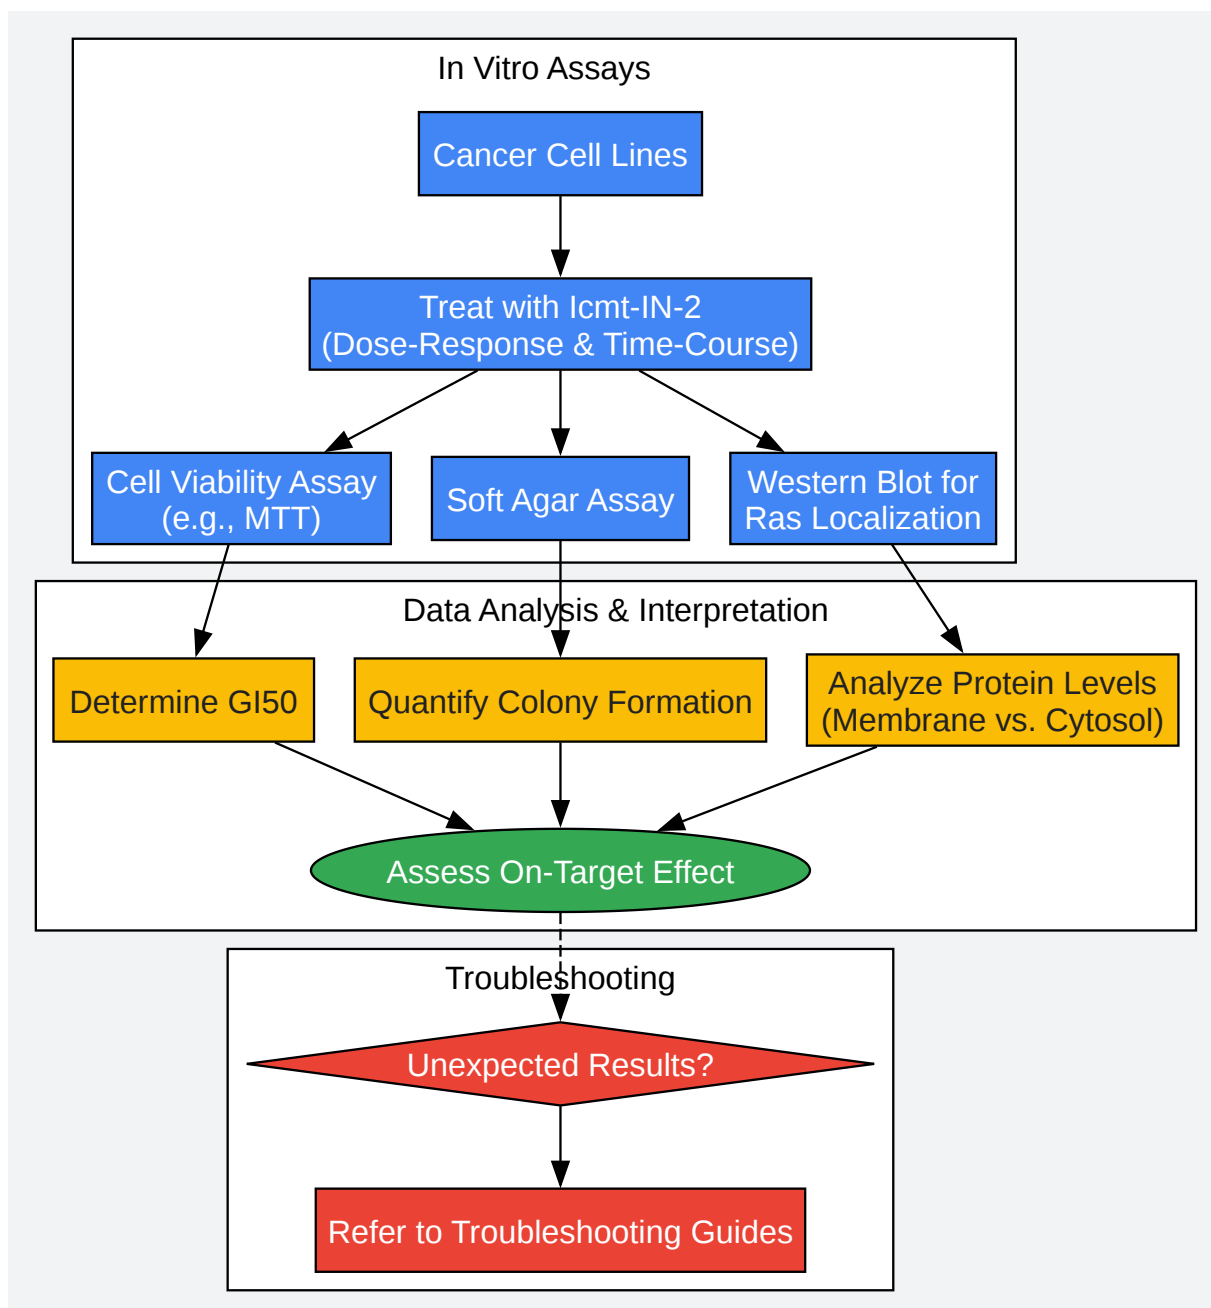 In Vitro Assays
Cancer Cell Lines
Treat with Icmt-IN-2
(Dose-Response & Time-Course)
Cell Viability Assay
(e.g., MTT)
Soft Agar Assay
Western Blot for
Ras Localization
Data Analysis & Interpretation
Determine GI50
Quantify Colony Formation
Analyze Protein Levels
(Membrane vs. Cytosol)
Assess On-Target Effect
Troubleshooting
Unexpected Results?
Refer to Troubleshooting Guides